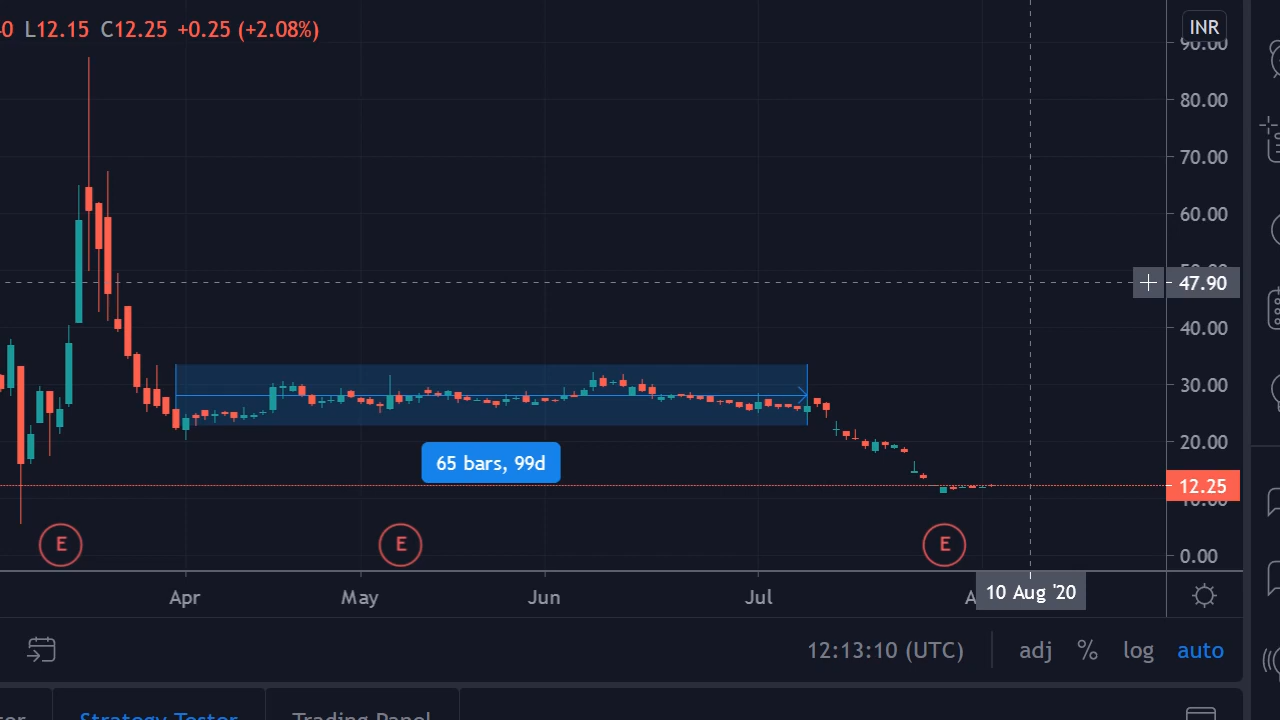 L12.15 C12.25 +0.25 (+2.08%)
INR
90.00
80.00
70.00
60.00
47.90
40.00
30.00
20.00
12.25
10.00
0.00
65 bars, 99d
E E E
Apr May Jun Jul 10 Aug '20
12:13:10 (UTC) adj % log auto
Strategy Tester Trading Panel